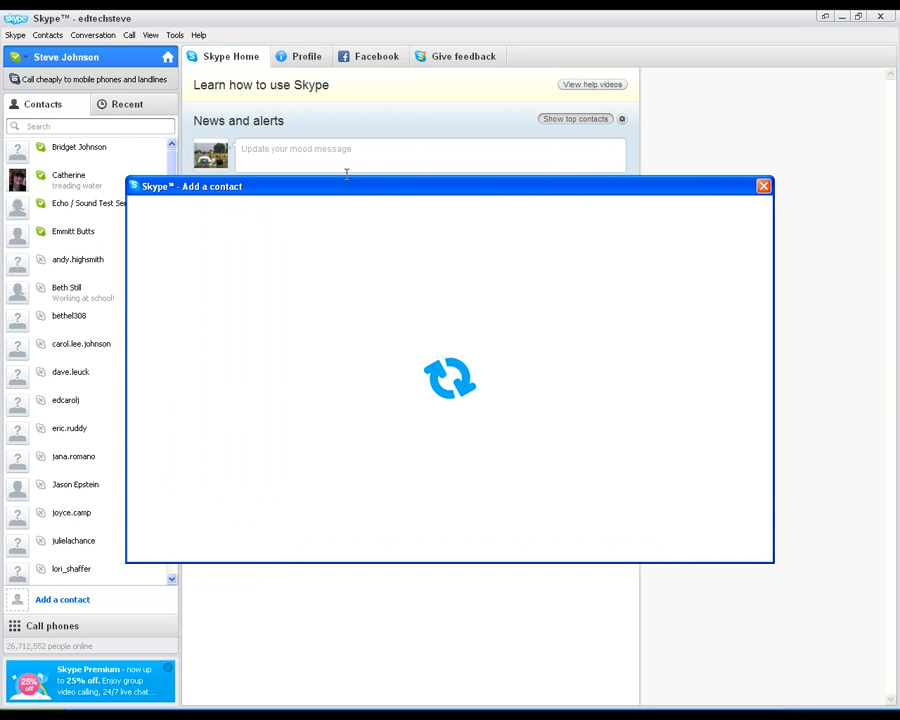 Skype™ - edtechsteve
Skype Contacts Conversation Call View Tools Help
Steve Johnson
Call cheaply to mobile phones and landlines
Contacts
Recent
Search
Bridget Johnson
Catherine
treading water
Echo / Sound Test Ser
Emmitt Butts
andy.highsmith
Beth Still
Working at school!
bethel308
carol.lee.johnson
dave.leuck
edcarolj
eric.ruddy
jana.romano
Jason Epstein
joyce.camp
julielachance
lori_shaffer
Add a contact
Call phones
26,712,552 people online
25% off
Skype Premium - now up
to 25% off. Enjoy group
video calling, 24/7 live chat...
Skype Home
Profile
Facebook
Give feedback
Learn how to use Skype
View help videos
News and alerts
Show top contacts
Update your mood message
Skype™ - Add a contact